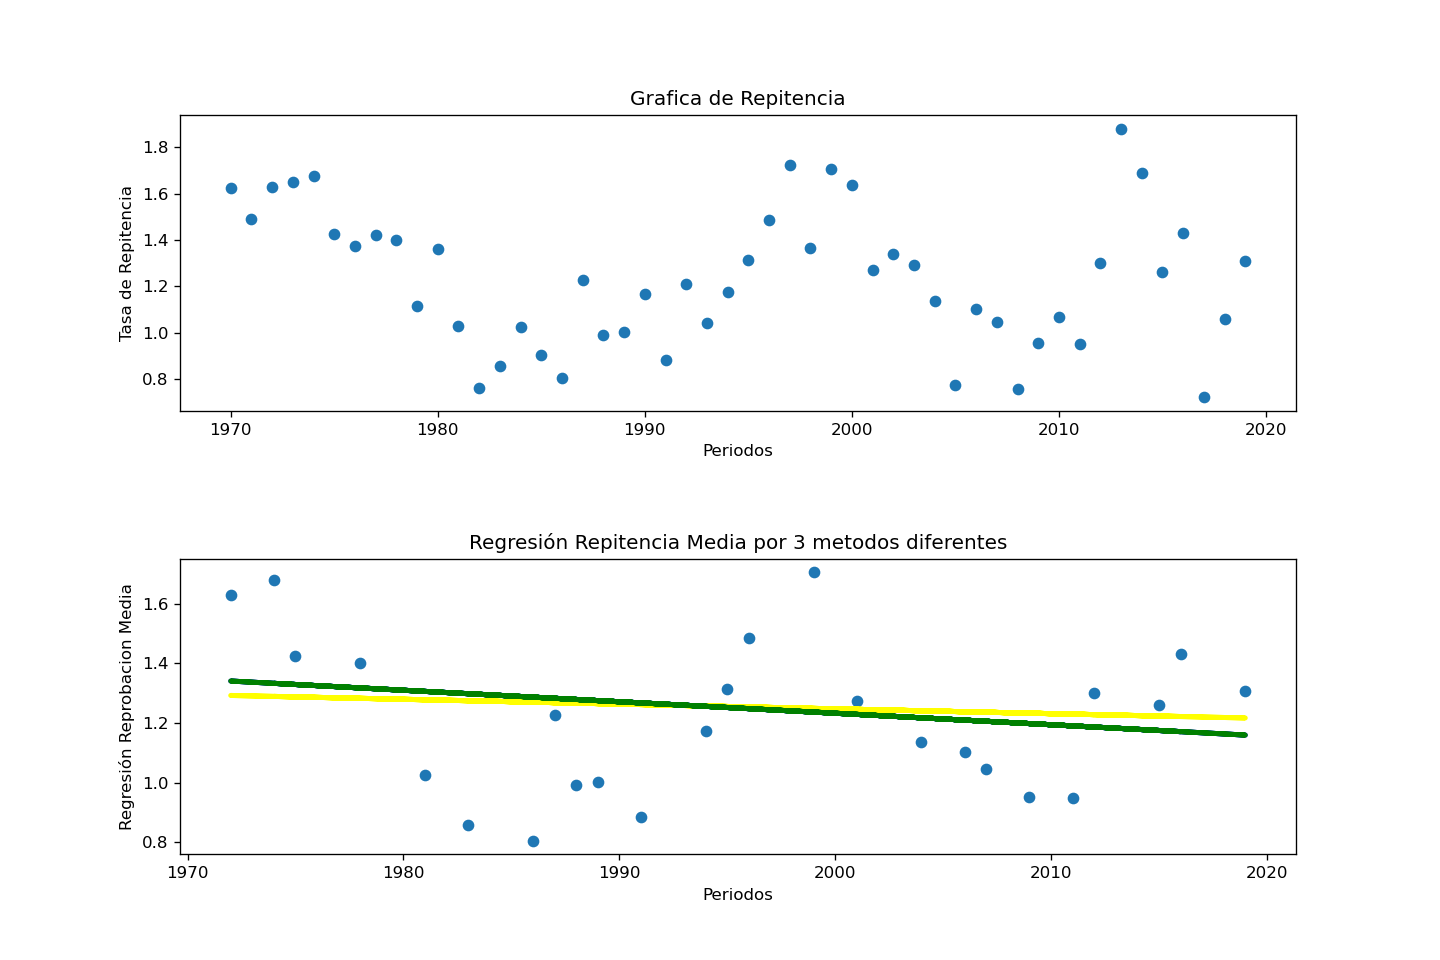 Grafica de Repitencia
Tasa de Repitencia
1.8
1.6
1.4
1.2
1.0
0.8
1970 1980 1990 2000 2010 2020
Periodos
Regresión Repitencia Media por 3 metodos diferentes
Regresión Reprobacion Media
1.6
1.4
1.2
1.0
0.8
1970 1980 1990 2000 2010 2020
Periodos